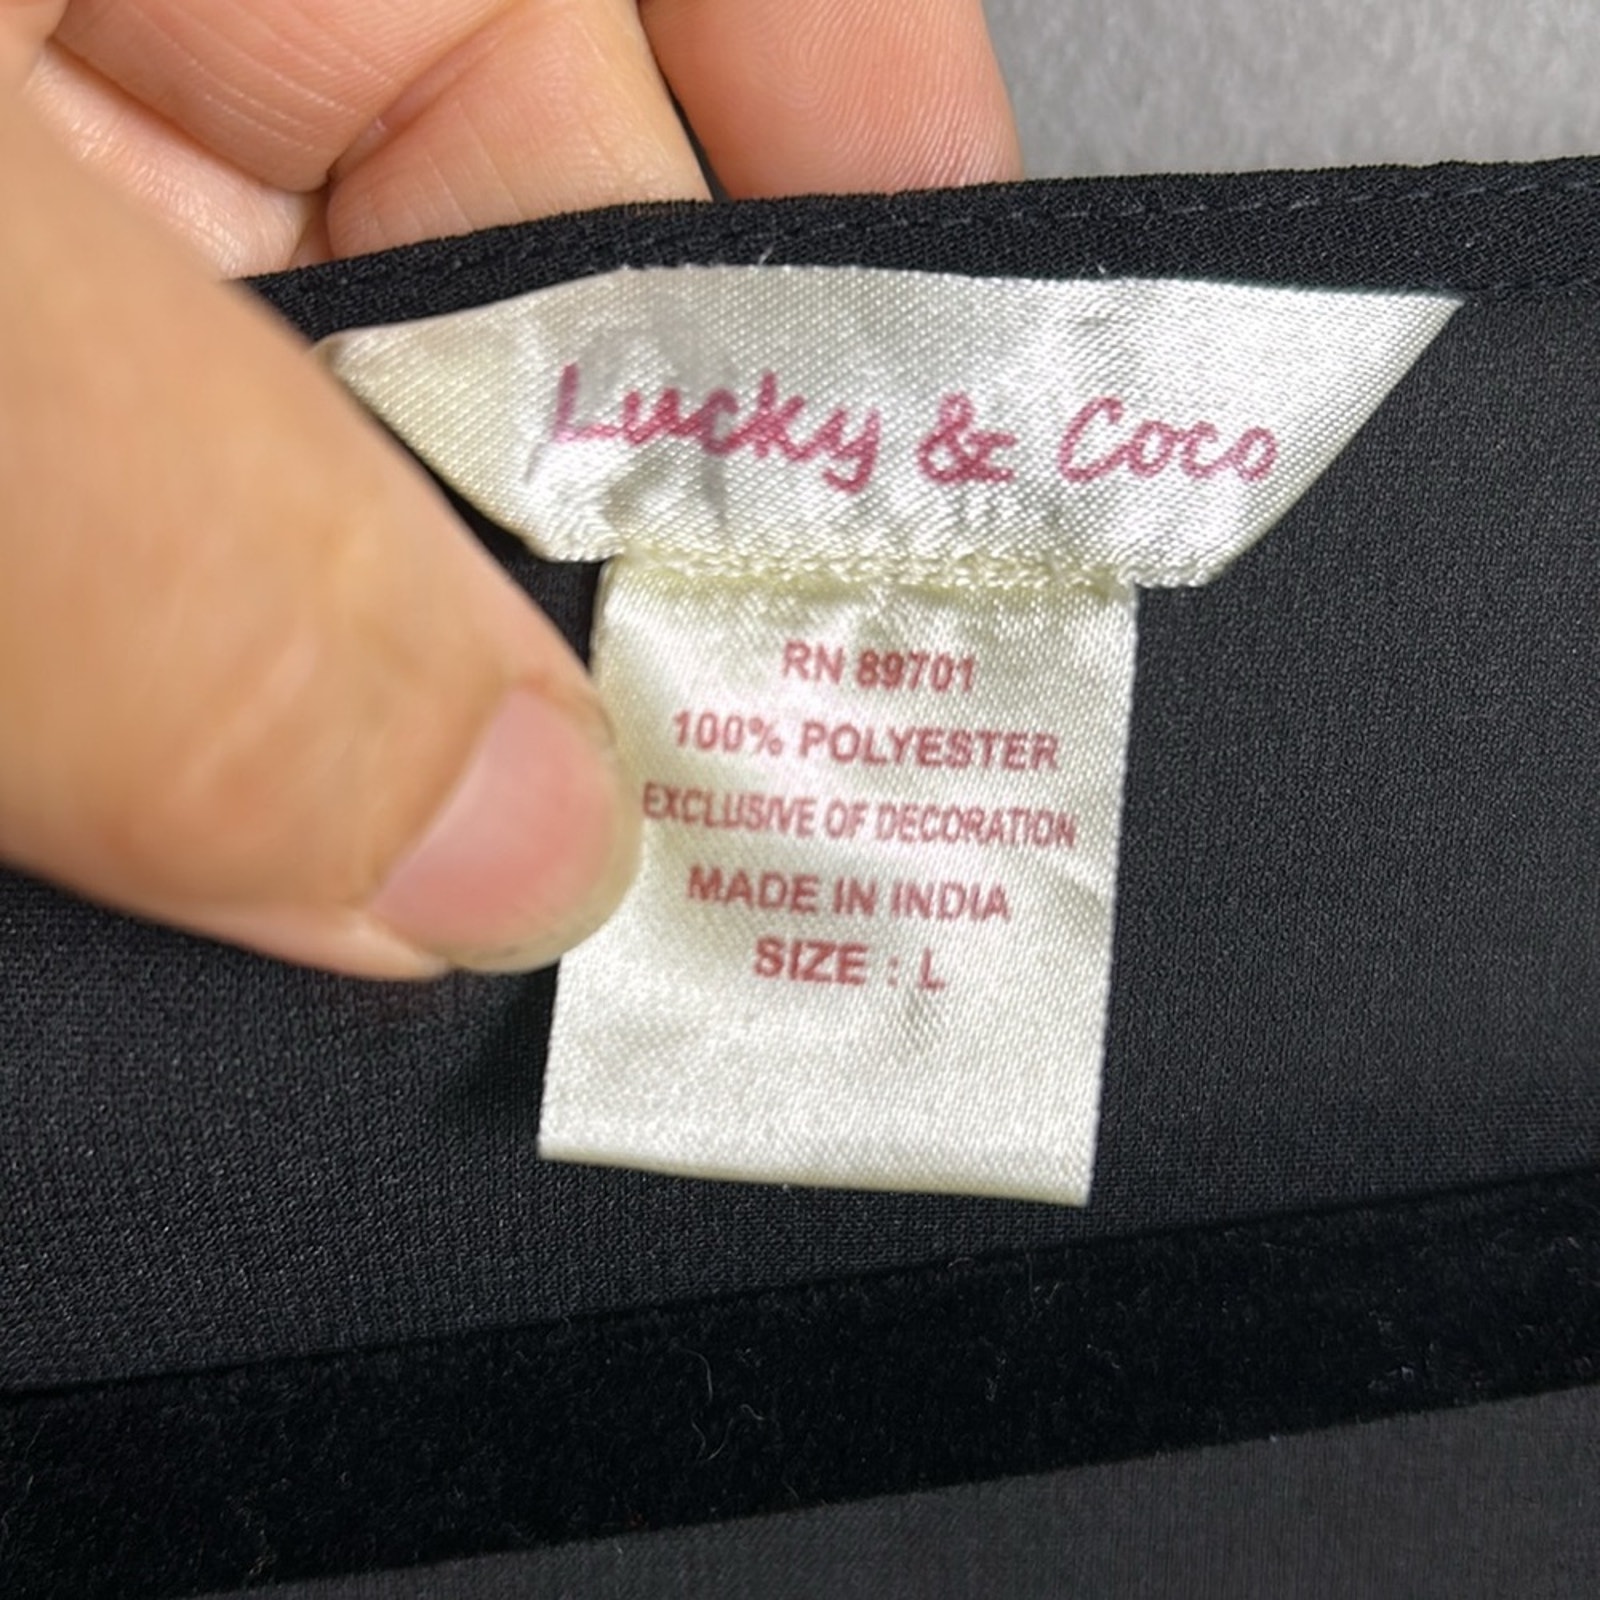 Lucky & Coco
RN 89701
100% POLYESTER
EXCLUSIVE OF DECORATION
MADE IN INDIA
SIZE : L